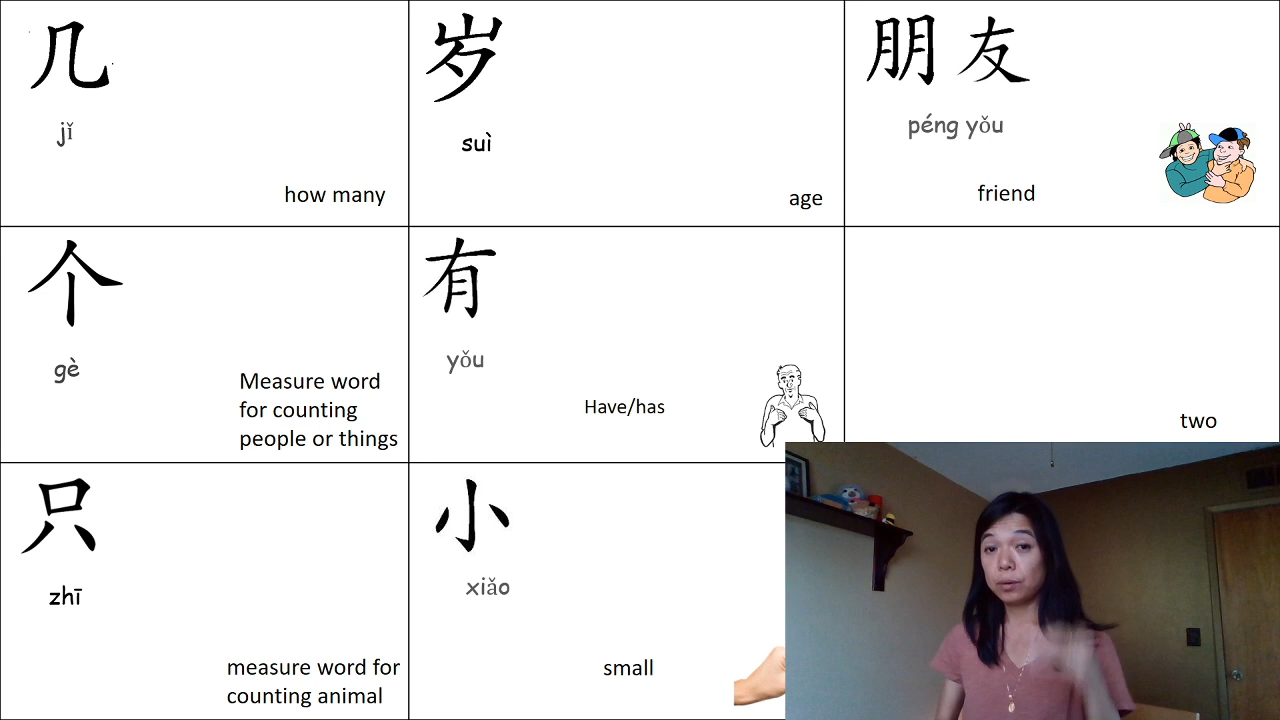 几
jǐ
how many
岁
suì
age
朋友
péng yǒu
friend
个
gè
Measure word
for counting
people or things
有
yǒu
Have/has
two
只
zhī
measure word for
counting animal
小
xiǎo
small